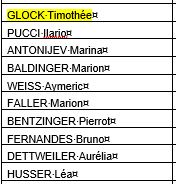 GLOCK·Timothée¤
PUCCI·Ilario¤
ANTONIJEV·Marina¤
BALDINGER·Marion¤
WEISS·Aymeric¤
FALLER·Marion¤
BENTZINGER·Pierrot¤
FERNANDES·Bruno¤
DETTWEILER·Aurélia¤
HUSSER·Léa¤